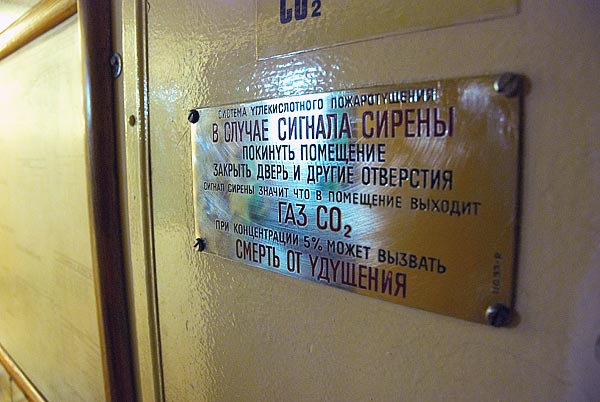 CO₂
СИСТЕМА УГЛЕКИСЛОТНОГО ПОЖАРОТУШЕНИЯ
В СЛУЧАЕ СИГНАЛА СИРЕНЫ
ПОКИНУТЬ ПОМЕЩЕНИЕ
ЗАКРЫТЬ ДВЕРЬ И ДРУГИЕ ОТВЕРСТИЯ
СИГНАЛ СИРЕНЫ ЗНАЧИТ ЧТО В ПОМЕЩЕНИЕ ВЫХОДИТ
ГАЗ CO₂
ПРИ КОНЦЕНТРАЦИИ 5% МОЖЕТ ВЫЗВАТЬ
СМЕРТЬ ОТ УДУШЕНИЯ